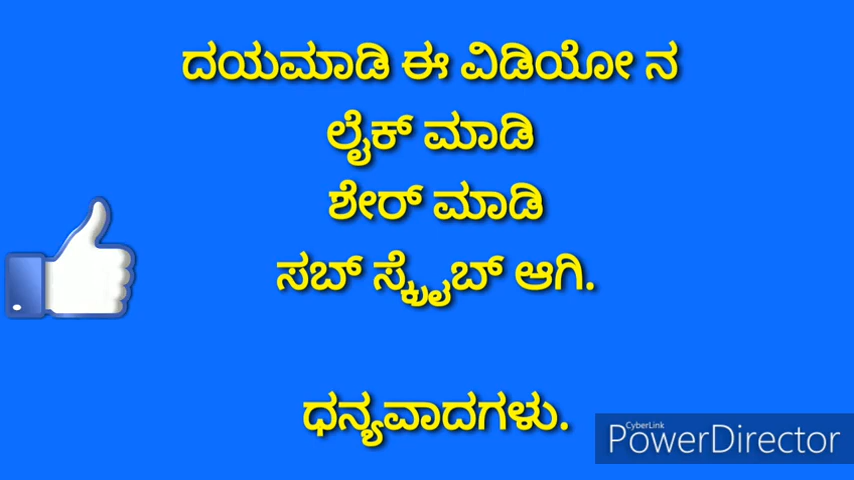 ದಯಮಾಡಿ ಈ ವಿಡಿಯೋ ನ
ಲೈಕ್ ಮಾಡಿ
ಶೇರ್ ಮಾಡಿ
ಸಬ್ ಸ್ಕ್ರೈಬ್ ಆಗಿ.
ಧನ್ಯವಾದಗಳು.
CyberLink
PowerDirector